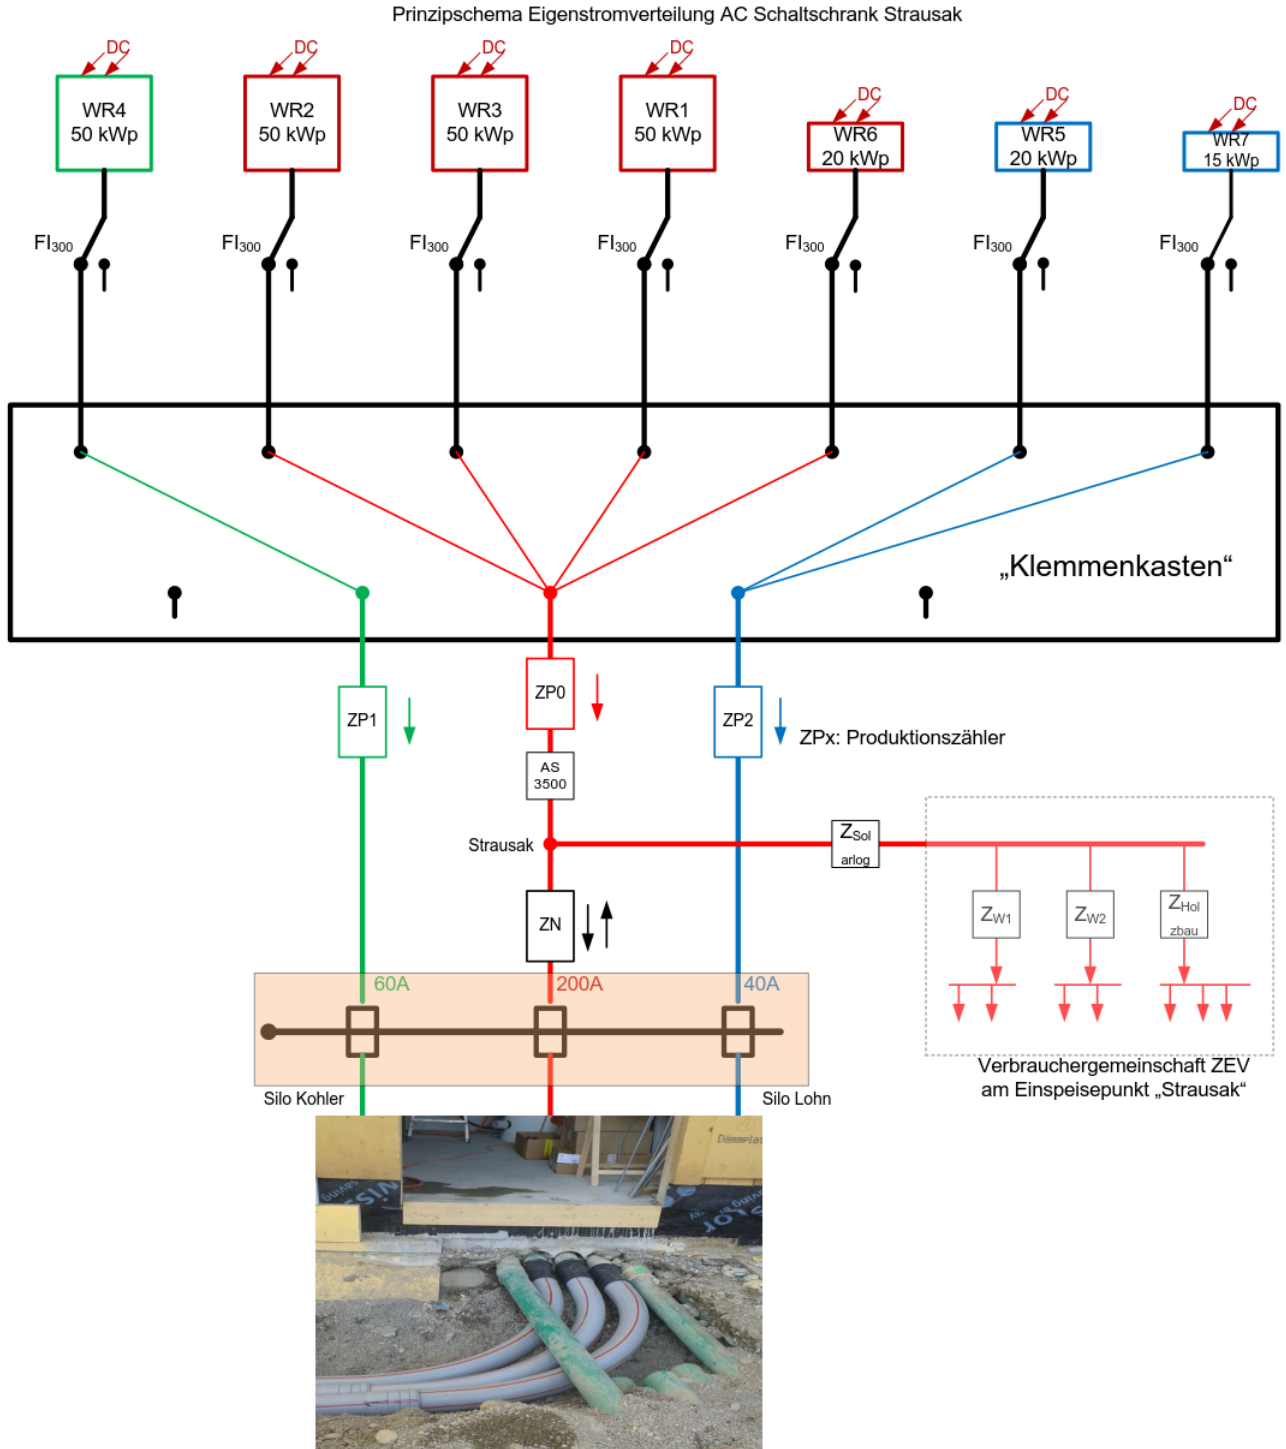 Prinzipschema Eigenstromverteilung AC Schaltschrank Strausak
DC DC DC DC DC DC DC
WR4
50 kWp
WR2
50 kWp
WR3
50 kWp
WR1
50 kWp
WR6
20 kWp
WR5
20 kWp
WR7
15 kWp
FI300 FI300 FI300 FI300 FI300 FI300 FI300
„Klemmenkasten“
ZP1
ZP0
ZP2
ZPx: Produktionszähler
AS
3500
Strausak
ZSol
arlog
ZN
ZW1
ZW2
ZHol
zbau
60A 200A 40A
Silo Kohler
Silo Lohn
Verbrauchergemeinschaft ZEV
am Einspeisepunkt „Strausak“